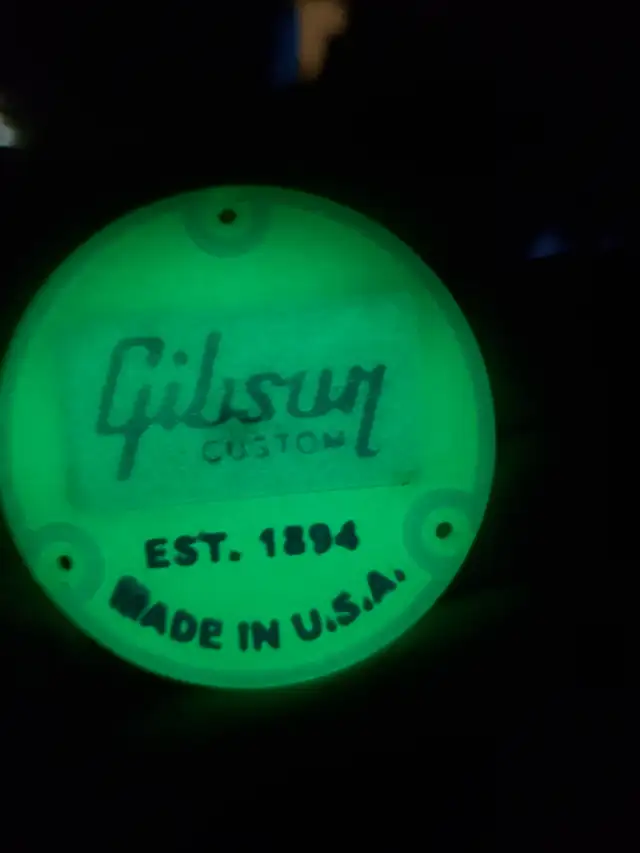 Gibson
CUSTOM
EST. 1894
MADE IN U.S.A.